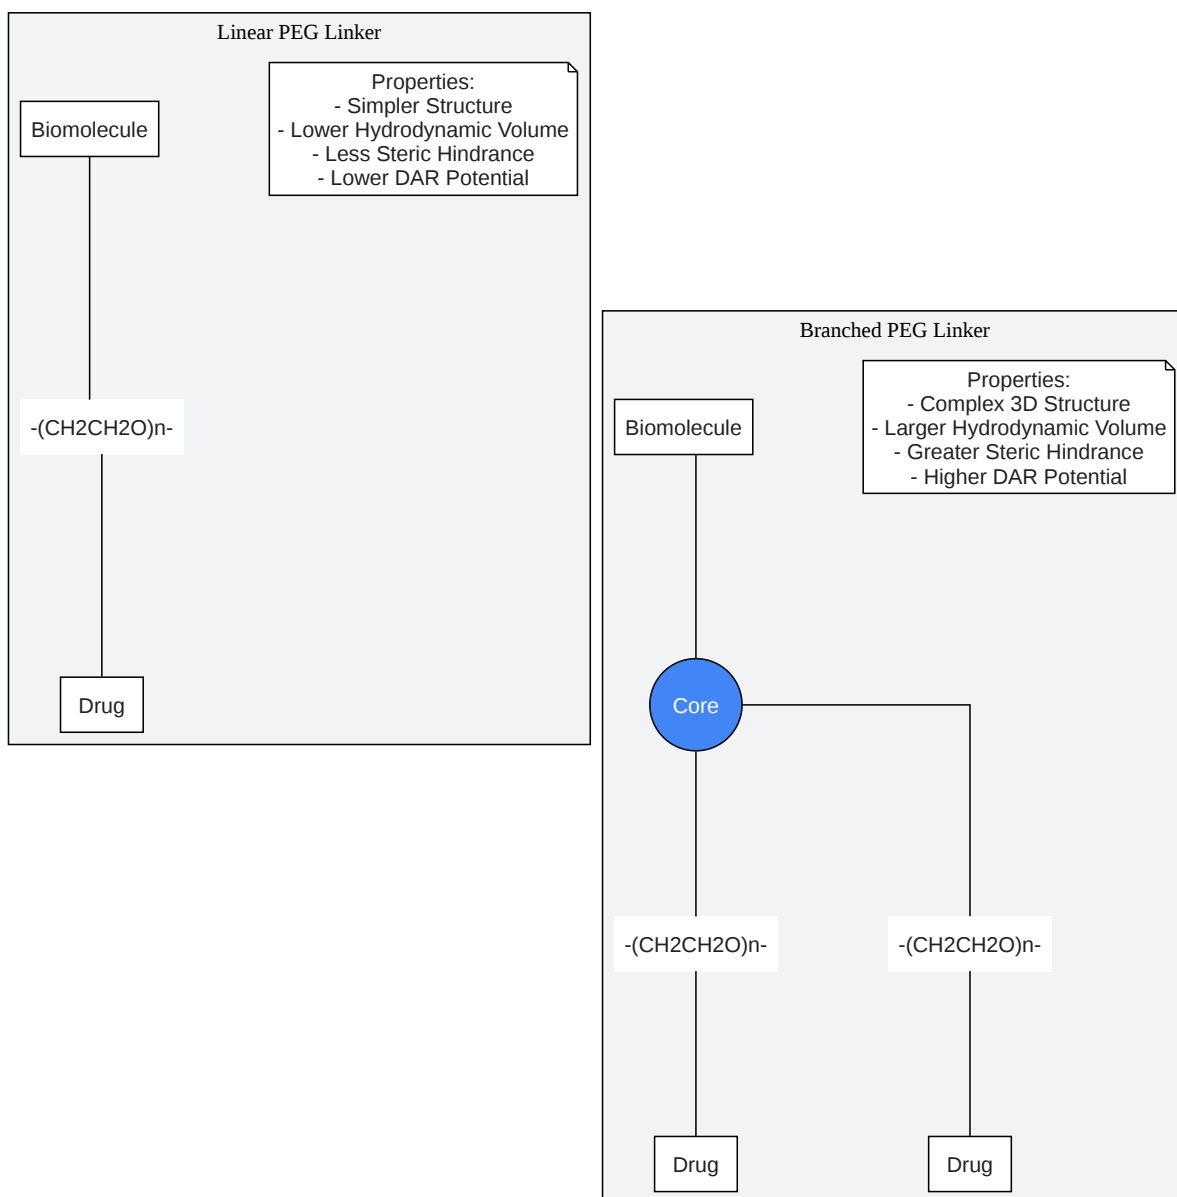 Linear PEG Linker
Properties:
- Simpler Structure
- Lower Hydrodynamic Volume
- Less Steric Hindrance
- Lower DAR Potential
Biomolecule
-(CH2CH2O)n-
Drug
Branched PEG Linker
Properties:
- Complex 3D Structure
- Larger Hydrodynamic Volume
- Greater Steric Hindrance
- Higher DAR Potential
Biomolecule
Core
-(CH2CH2O)n-
-(CH2CH2O)n-
Drug
Drug